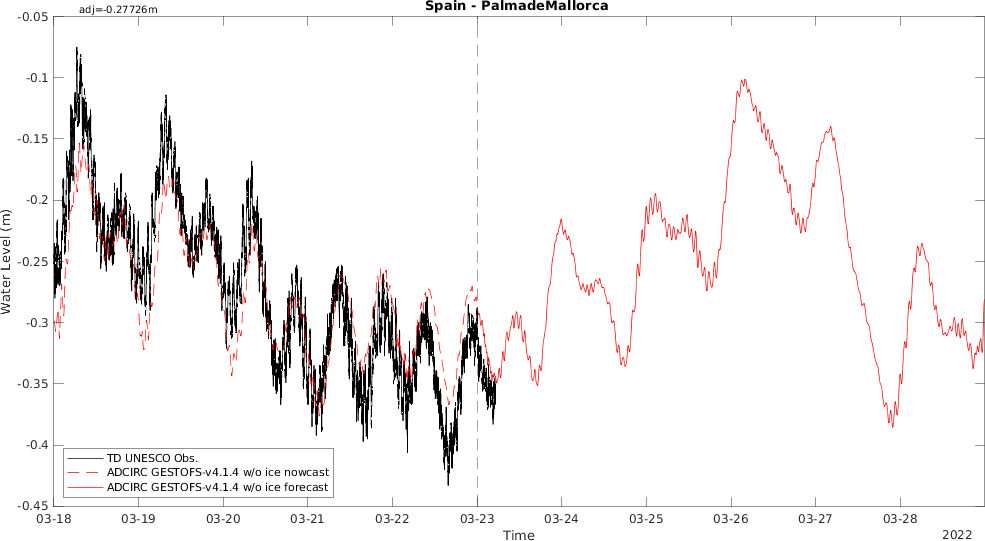 adj=-0.27726m
Spain - PalmadeMallorca
Water Level (m)
-0.05
-0.1
-0.15
-0.2
-0.25
-0.3
-0.35
-0.4
-0.45
TD UNESCO Obs.
ADCIRC GESTOFS-v4.1.4 w/o ice nowcast
ADCIRC GESTOFS-v4.1.4 w/o ice forecast
03-18 03-19 03-20 03-21 03-22 03-23 03-24 03-25 03-26 03-27 03-28
Time
2022